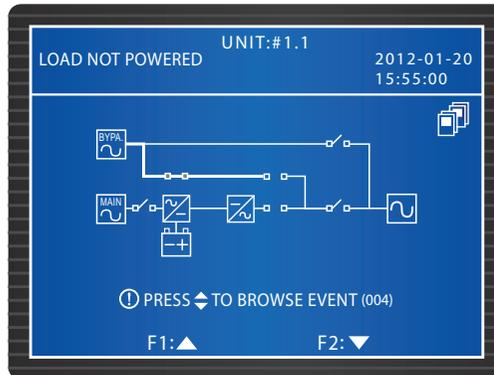 UNIT:#1.1
LOAD NOT POWERED
2012-01-20
15:55:00
BYPA.
MAIN
PRESS TO BROWSE EVENT (004)
F1:
F2: